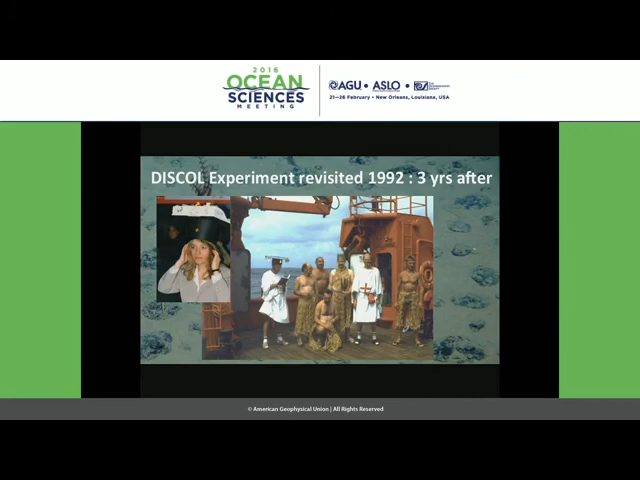 2016
OCEAN
SCIENCES
MEETING
AGU ASLO
21–26 February • New Orleans, Louisiana, USA
DISCOL Experiment revisited 1992 : 3 yrs after
© American Geophysical Union | All Rights Reserved